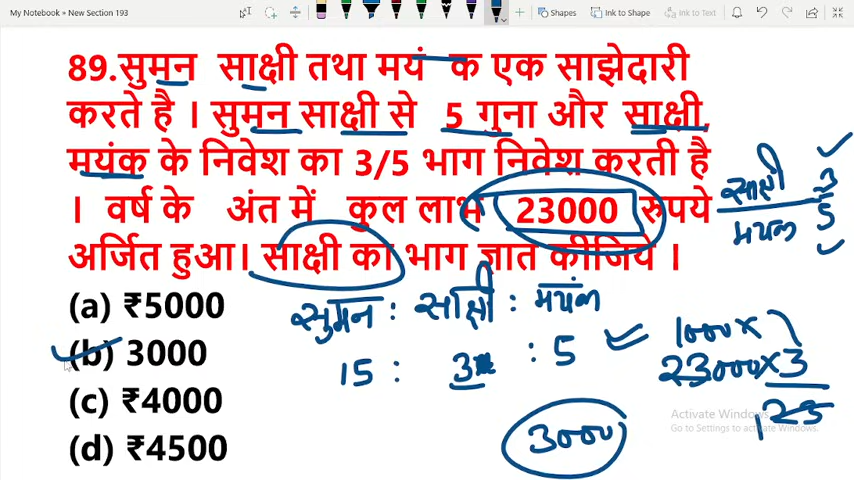 My Notebook » New Section 193
Shapes
Ink to Shape
Ink to Text
89.सुमन साक्षी तथा मयं क एक साझेदारी
करते है । सुमन साक्षी से 5 गुना और साक्षी,
मयंक के निवेश का 3/5 भाग निवेश करती है
। वर्ष के अंत में कुल लाभ 23000 रुपये
अर्जित हुआ। साक्षी का भाग ज्ञात कीजिये ।
साक्षी 3
मयंक 5
(a) ₹5000
(b) 3000
(c) ₹4000
(d) ₹4500
सुमन : साक्षी : मयंक
15 : 3 : 5
1000×
23000×3
23
3000
Activate Windows
Go to Settings to activate Windows.